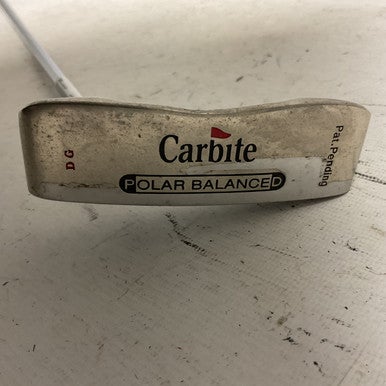 DG
Carbite
POLAR BALANCED
Pat. Pending